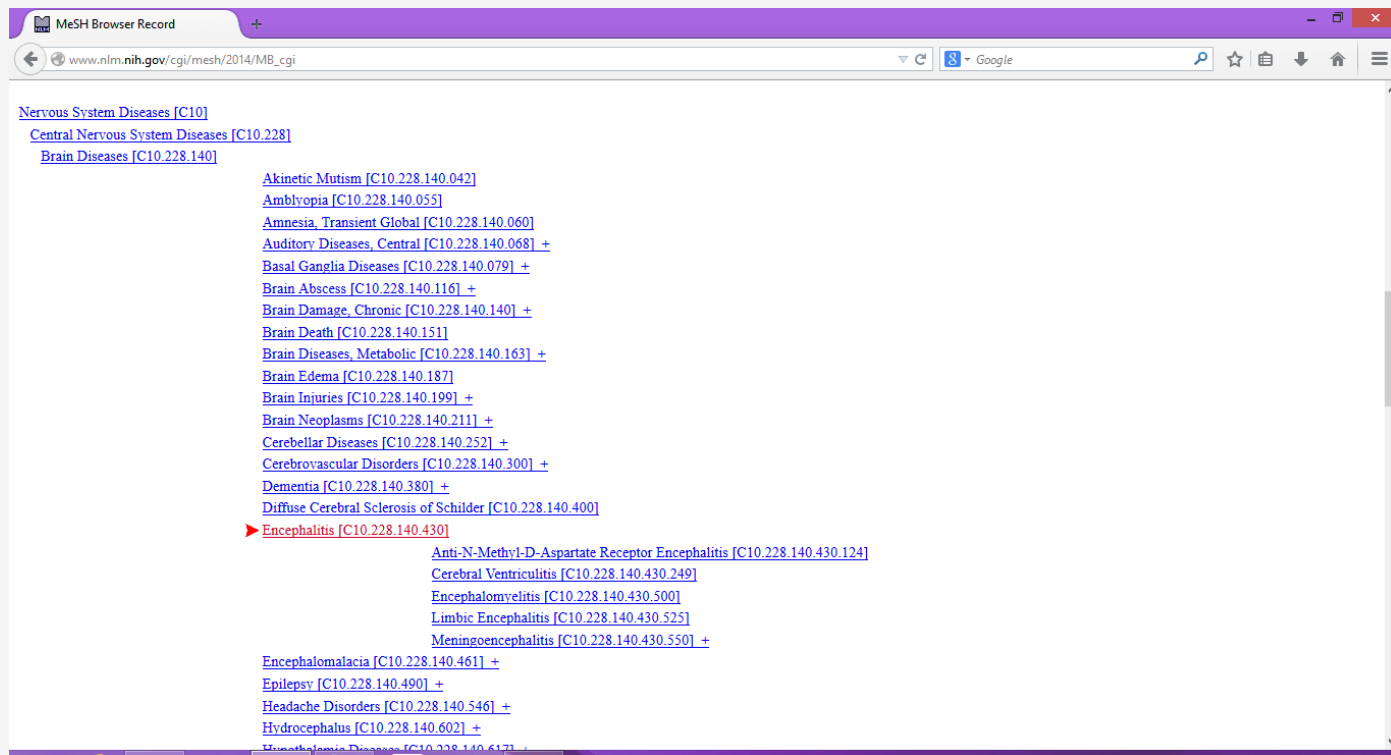 MeSH Browser Record
www.nlm.nih.gov/cgi/mesh/2014/MB_cgi
Google
Nervous System Diseases [C10]
Central Nervous System Diseases [C10.228]
Brain Diseases [C10.228.140]
Akinetic Mutism [C10.228.140.042]
Amblyopia [C10.228.140.055]
Amnesia, Transient Global [C10.228.140.060]
Auditory Diseases, Central [C10.228.140.068] +
Basal Ganglia Diseases [C10.228.140.079] +
Brain Abscess [C10.228.140.116] +
Brain Damage, Chronic [C10.228.140.140] +
Brain Death [C10.228.140.151]
Brain Diseases, Metabolic [C10.228.140.163] +
Brain Edema [C10.228.140.187]
Brain Injuries [C10.228.140.199] +
Brain Neoplasms [C10.228.140.211] +
Cerebellar Diseases [C10.228.140.252] +
Cerebrovascular Disorders [C10.228.140.300] +
Dementia [C10.228.140.380] +
Diffuse Cerebral Sclerosis of Schilder [C10.228.140.400]
Encephalitis [C10.228.140.430]
Anti-N-Methyl-D-Aspartate Receptor Encephalitis [C10.228.140.430.124]
Cerebral Ventriculitis [C10.228.140.430.249]
Encephalomyelitis [C10.228.140.430.500]
Limbic Encephalitis [C10.228.140.430.525]
Meningoencephalitis [C10.228.140.430.550] +
Encephalomalacia [C10.228.140.461] +
Epilepsy [C10.228.140.490] +
Headache Disorders [C10.228.140.546] +
Hydrocephalus [C10.228.140.602] +
Hypothalamic Diseases [C10.228.140.617] +